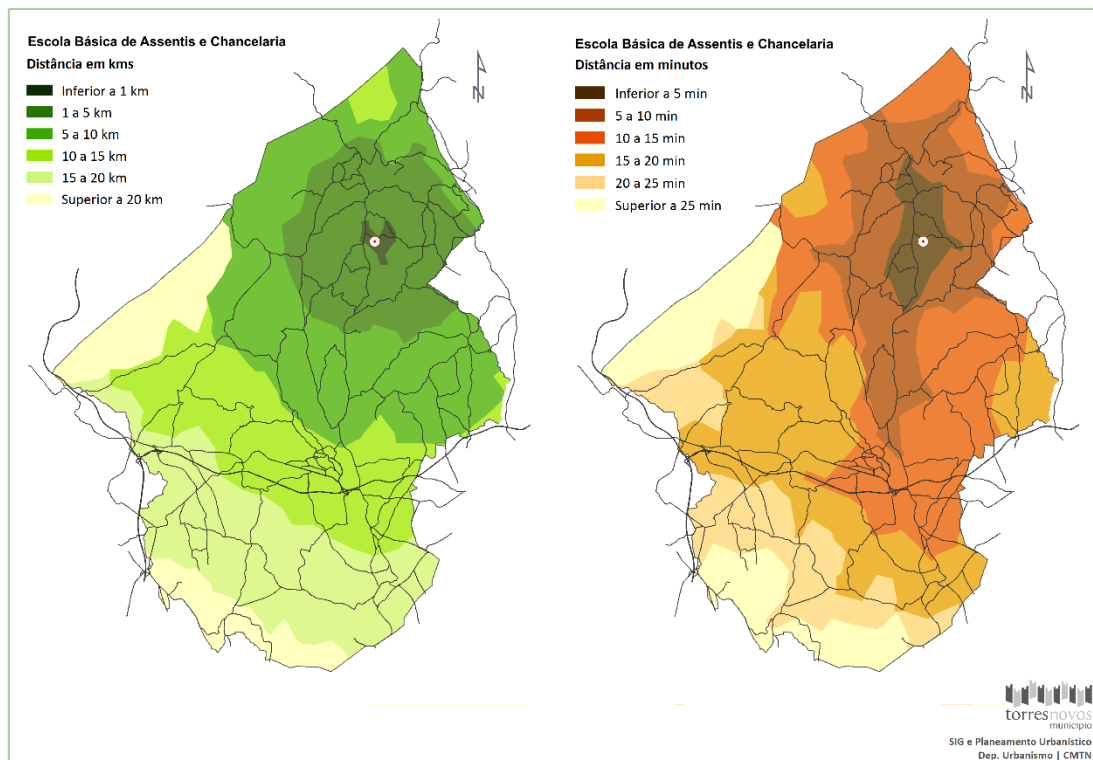 Escola Básica de Assentis e Chancelaria
Distância em kms
Inferior a 1 km
1 a 5 km
5 a 10 km
10 a 15 km
15 a 20 km
Superior a 20 km
N
Escola Básica de Assentis e Chancelaria
Distância em minutos
Inferior a 5 min
5 a 10 min
10 a 15 min
15 a 20 min
20 a 25 min
Superior a 25 min
N
torresnovas
município
SIG e Planeamento Urbanístico
Dep. Urbanismo | CMTN